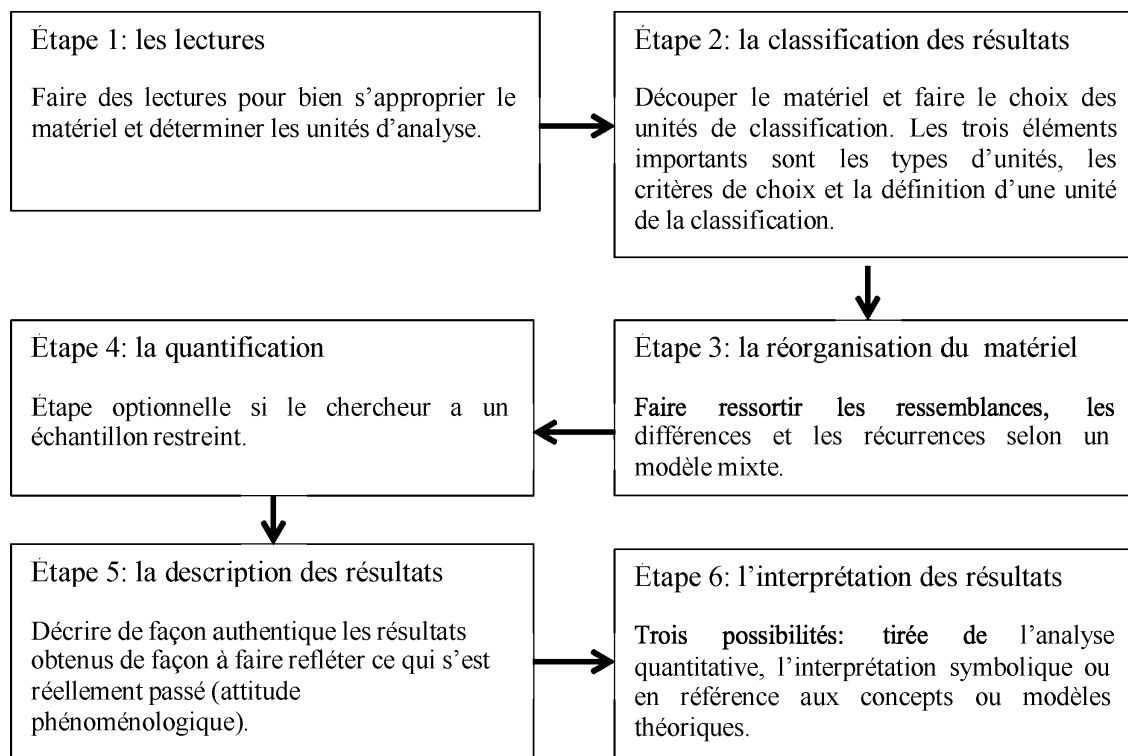 Étape 1: les lectures
Faire des lectures pour bien s’approprier le
matériel et déterminer les unités d’analyse.
Étape 2: la classification des résultats
Découper le matériel et faire le choix des
unités de classification. Les trois éléments
importants sont les types d’unités, les
critères de choix et la définition d’une unité
de la classification.
Étape 3: la réorganisation du matériel
Faire ressortir les ressemblances, les
différences et les récurrences selon un
modèle mixte.
Étape 4: la quantification
Étape optionnelle si le chercheur a un
échantillon restreint.
Étape 5: la description des résultats
Décrire de façon authentique les résultats
obtenus de façon à faire refléter ce qui s’est
réellement passé (attitude
phénoménologique).
Étape 6: l’interprétation des résultats
Trois possibilités: tirée de l’analyse
quantitative, l’interprétation symbolique ou
en référence aux concepts ou modèles
théoriques.